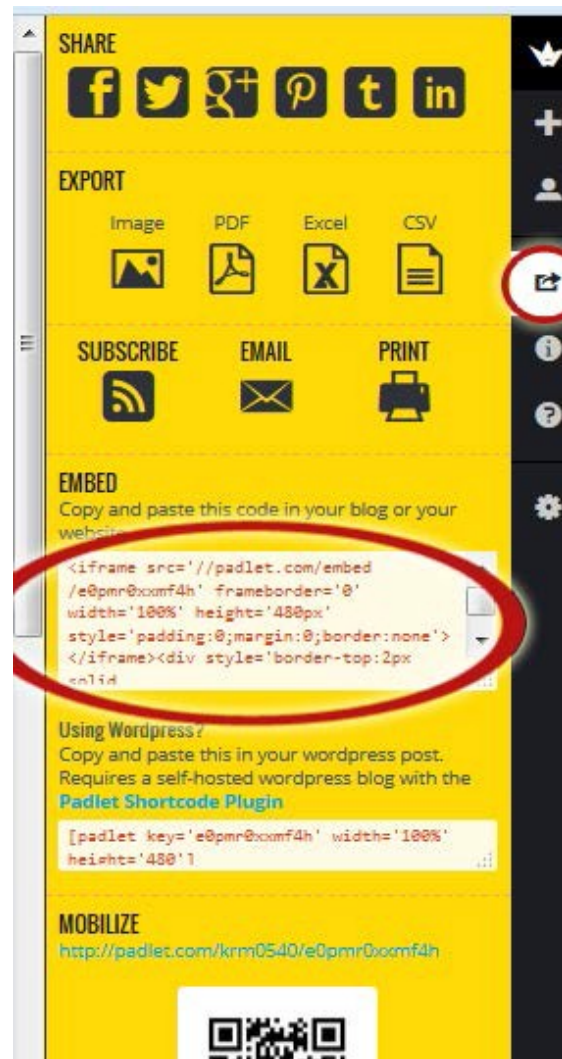 SHARE
EXPORT
Image PDF Excel CSV
SUBSCRIBE EMAIL PRINT
EMBED
Copy and paste this code in your blog or your
website
<iframe src='//padlet.com/embed
/e0pmr0xxmf4h' frameborder='0'
width='100%' height='480px'
style='padding:0;margin:0;border:none'>
</iframe><div style='border-top:2px
solid
Using Wordpress?
Copy and paste this in your wordpress post.
Requires a self-hosted wordpress blog with the
Padlet Shortcode Plugin
[padlet key='e0pmr0xxmf4h' width='100%'
height='480']
MOBILIZE
http://padlet.com/krm0540/e0pmr0xxmf4h